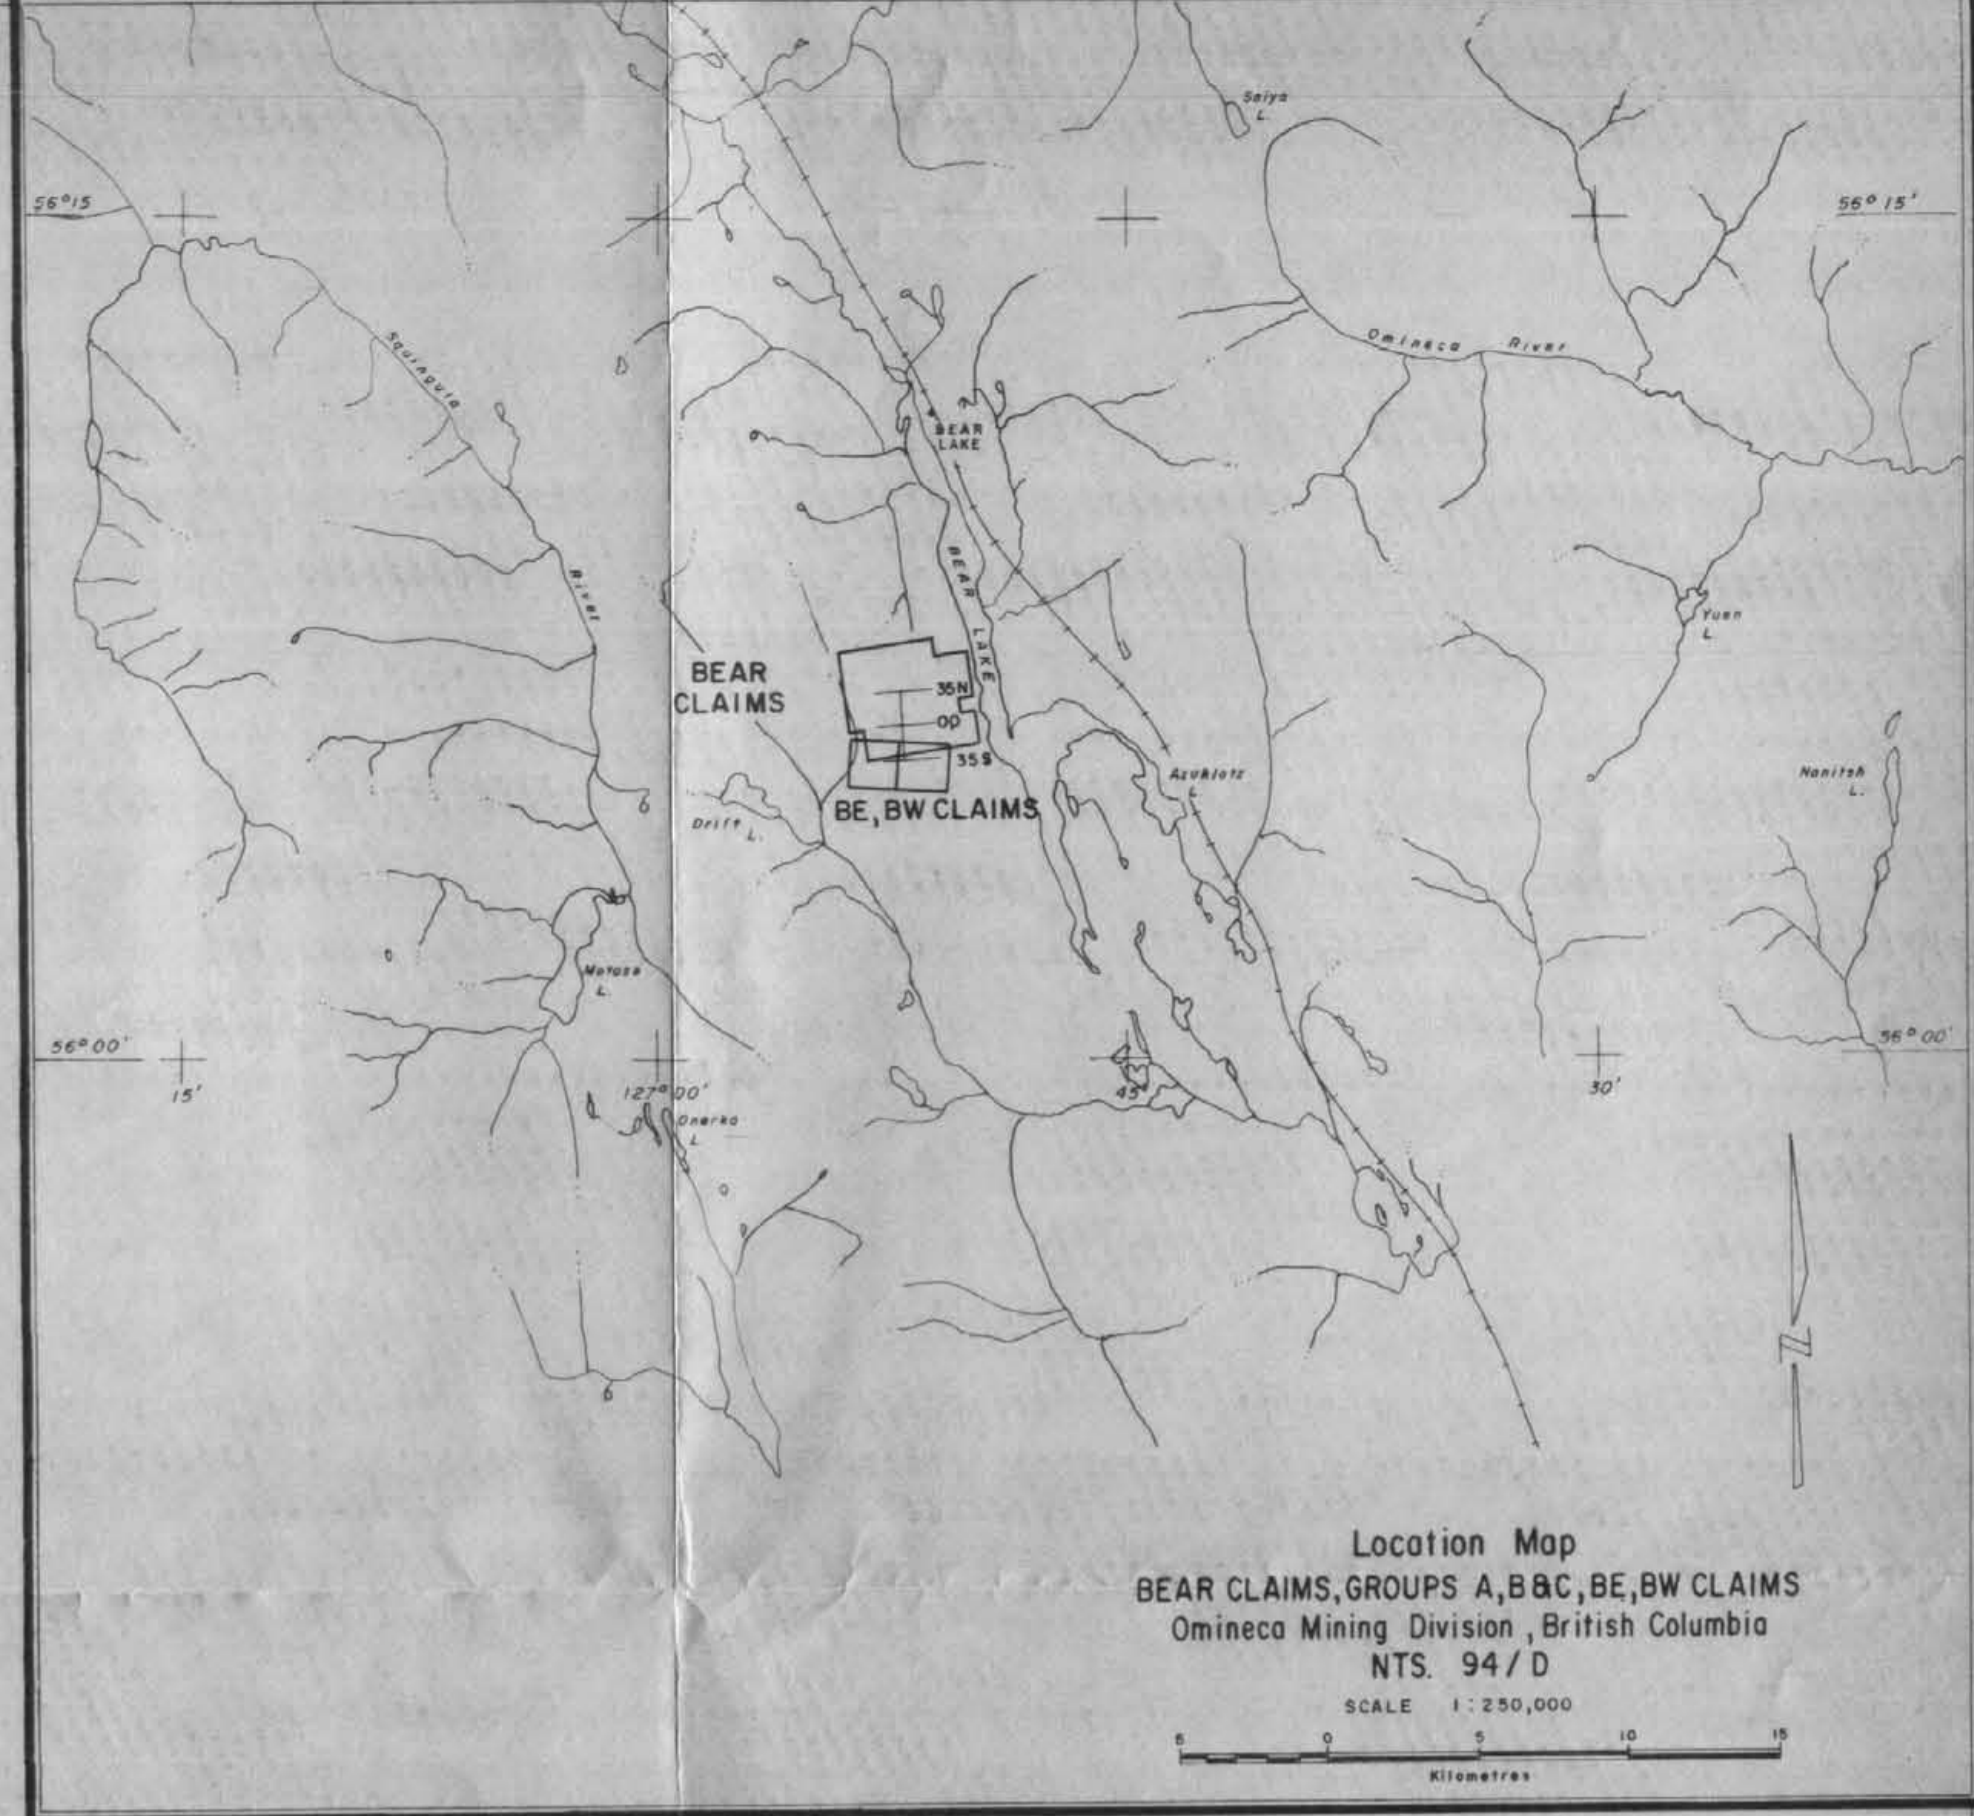 Saiya
L.
56° 15
56° 15'
Omineca River
Squingula
River
BEAR
LAKE
BEAR LAKE
Yuen
L.
BEAR
CLAIMS
35N
OP
35S
BE, BW CLAIMS
Azuklotz
L.
Nanitsh
L.
Drift
L.
Motase
L.
56° 00'
56° 00'
15'
127° 00'
45'
30'
Onerka
L.
N
Location Map
BEAR CLAIMS, GROUPS A, B & C, BE, BW CLAIMS
Omineca Mining Division, British Columbia
NTS. 94/D
SCALE 1:250,000
5 0 5 10 15
Kilometres